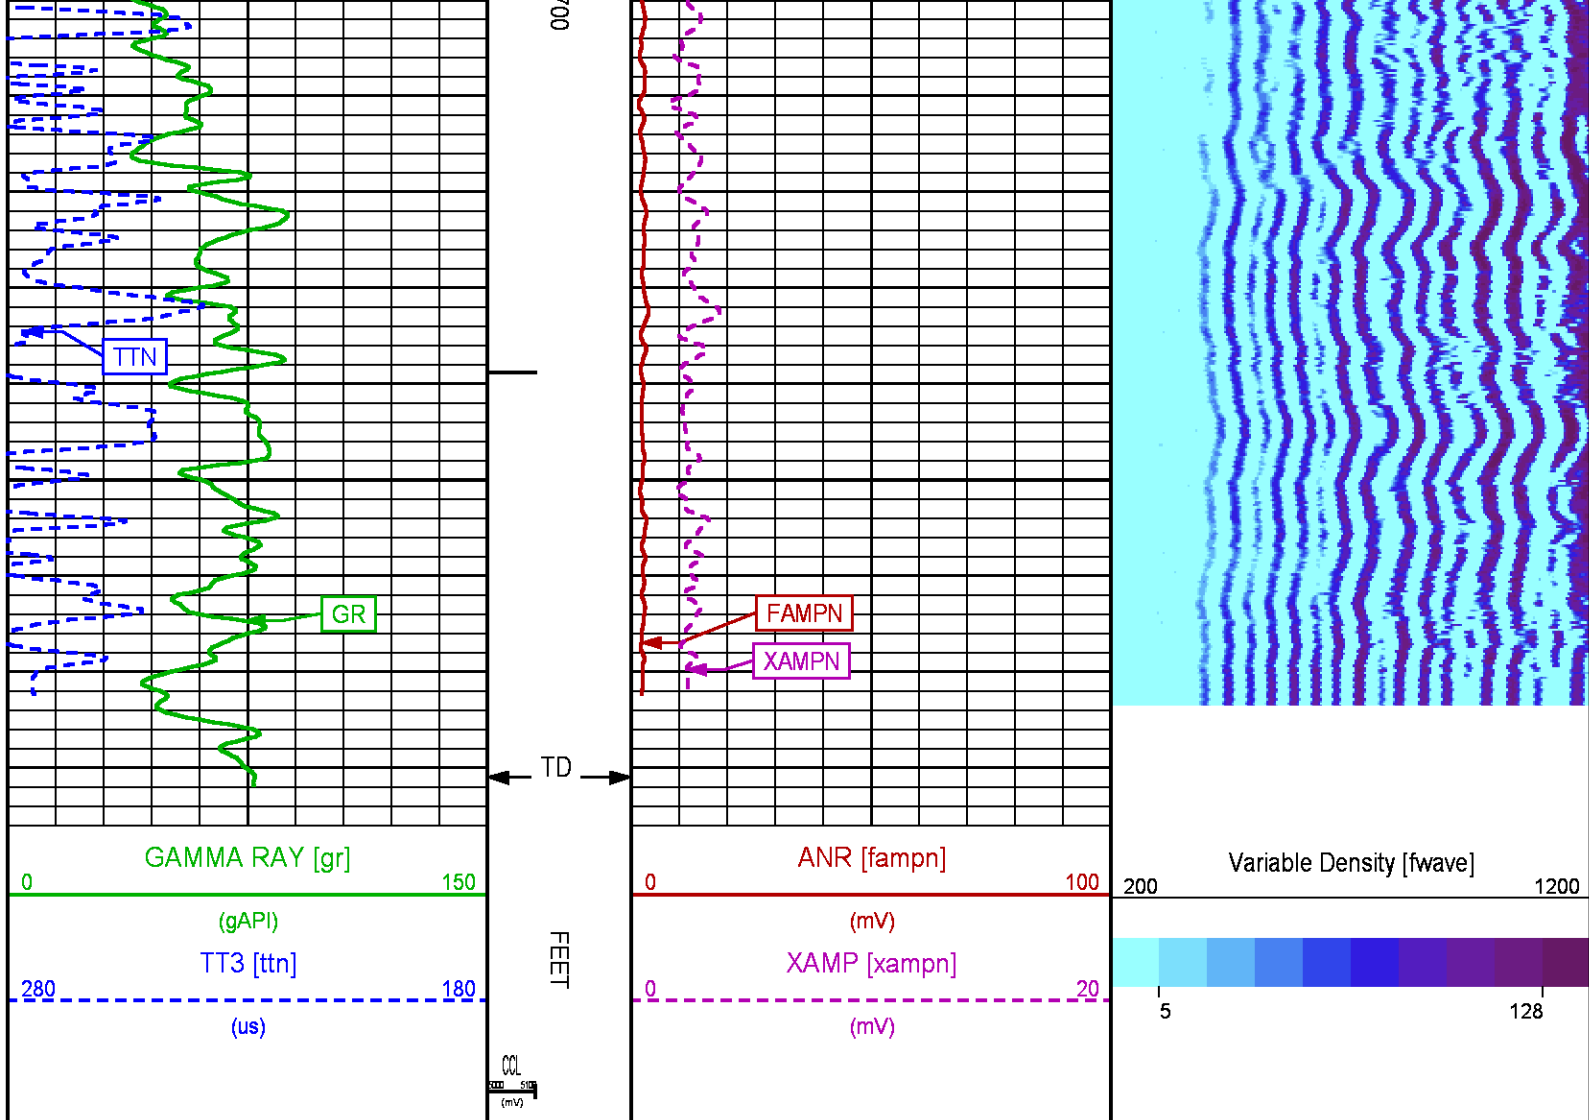 700
TTN
GR
FAMPN
XAMPN
TD
GAMMA RAY [gr]
0 150
(gAPI)
TT3 [ttn]
280 180
(us)
FEET
CCL
(mV)
ANR [fampn]
0 100
(mV)
XAMP [xampn]
0 20
(mV)
Variable Density [fwave]
200 1200
5 128